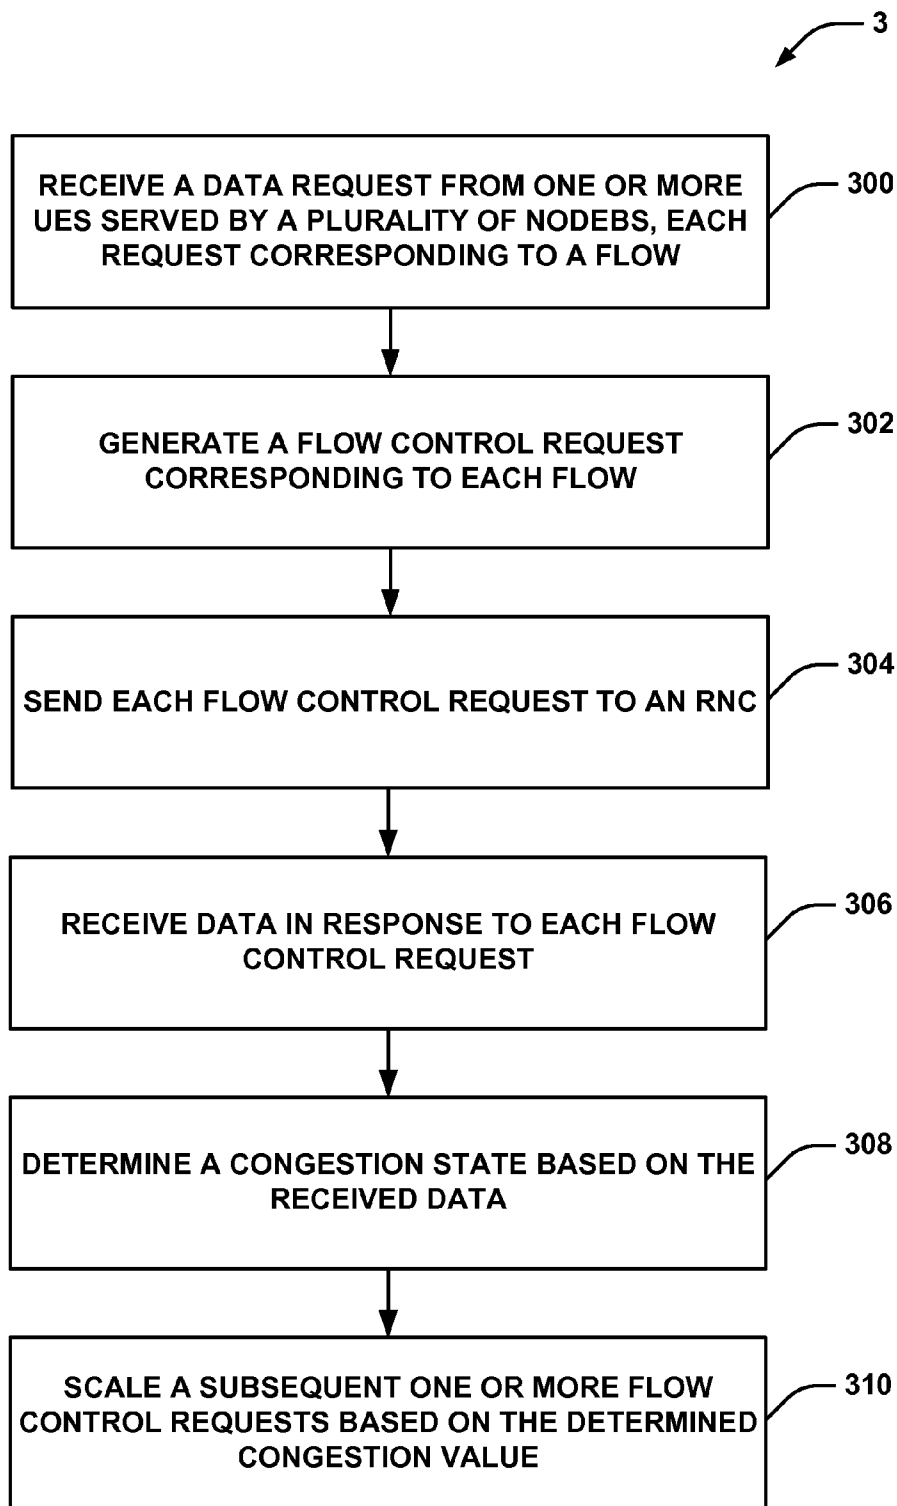 3
RECEIVE A DATA REQUEST FROM ONE OR MORE
UES SERVED BY A PLURALITY OF NODEBS, EACH
REQUEST CORRESPONDING TO A FLOW
300
GENERATE A FLOW CONTROL REQUEST
CORRESPONDING TO EACH FLOW
302
SEND EACH FLOW CONTROL REQUEST TO AN RNC
304
RECEIVE DATA IN RESPONSE TO EACH FLOW
CONTROL REQUEST
306
DETERMINE A CONGESTION STATE BASED ON THE
RECEIVED DATA
308
SCALE A SUBSEQUENT ONE OR MORE FLOW
CONTROL REQUESTS BASED ON THE DETERMINED
CONGESTION VALUE
310